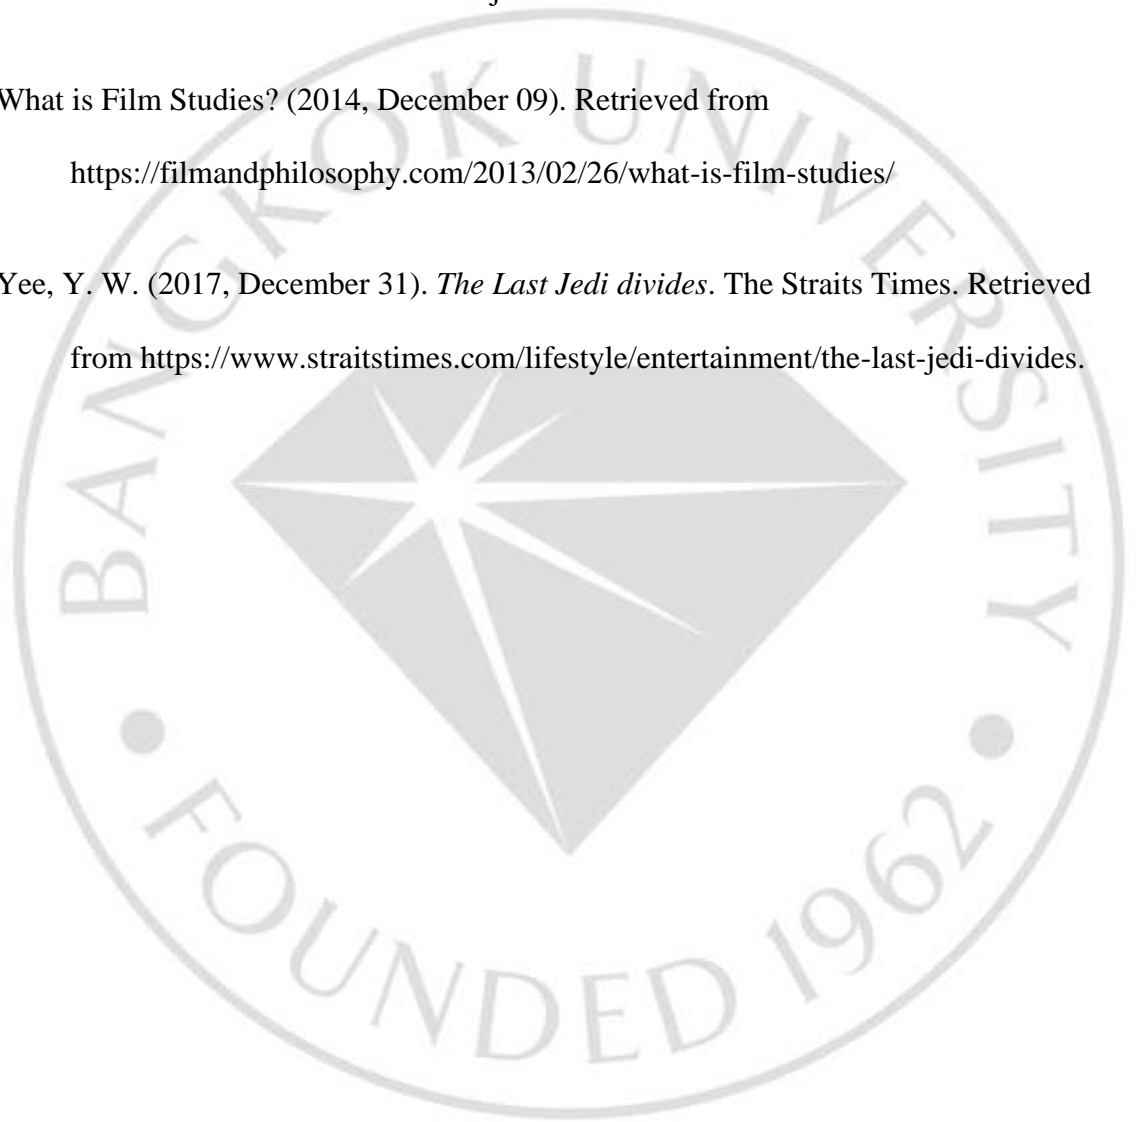 What is Film Studies? (2014, December 09). Retrieved from
https://filmandphilosophy.com/2013/02/26/what-is-film-studies/
Yee, Y. W. (2017, December 31). The Last Jedi divides. The Straits Times. Retrieved
from https://www.straitstimes.com/lifestyle/entertainment/the-last-jedi-divides.
BANGKOK UNIVERSITY
FOUNDED 1962